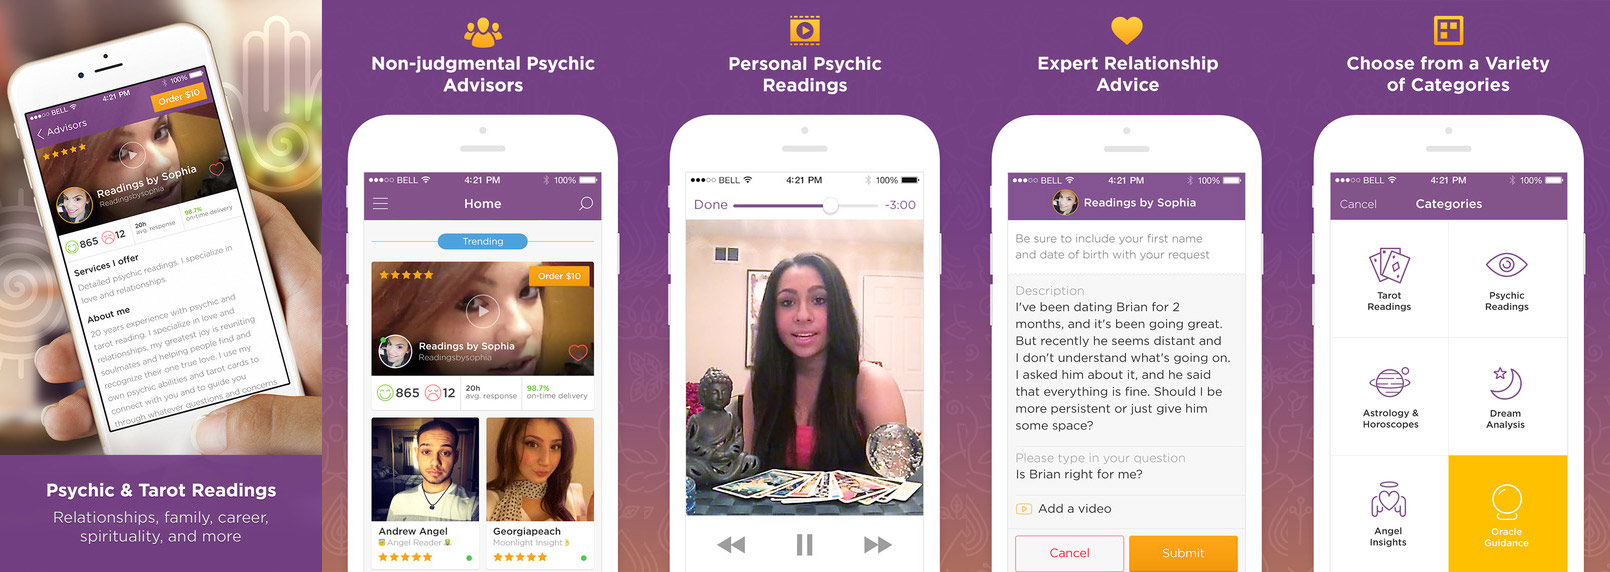 ●●●○○ BELL 4:21 PM 100%
Advisors
Order $10
Readings by Sophia
Readingsbysophia
865 12
20h
avg. response
98.7%
on-time delivery
Services I offer
Detailed psychic readings. I specialize in
love and relationships.
About me
20 years experience with psychic and
tarot reading. I specialize in love and
relationships, my greatest joy is reuniting
soulmates and helping people find and
recognize their one true love. I use my
own psychic abilities and tarot cards to
connect with you and to guide you
through whatever questions and concerns
Psychic & Tarot Readings
Relationships, family, career,
spirituality, and more
Non-judgmental Psychic
Advisors
●●●○○ BELL 4:21 PM 100%
Home
Trending
Order $10
Readings by Sophia
Readingsbysophia
865 12
20h
avg. response
98.7%
on-time delivery
Andrew Angel
Angel Reader
Georgiapeach
Moonlight Insight
Personal Psychic
Readings
●●●○○ BELL 4:21 PM 100%
Done -3:00
Expert Relationship
Advice
●●●○○ BELL 4:21 PM 100%
Readings by Sophia
Be sure to include your first name
and date of birth with your request
Description
I've been dating Brian for 2
months, and it's been going great.
But recently he seems distant and
I don't understand what's going on.
I asked him about it, and he said
that everything is fine. Should I be
more persistent or just give him
some space?
Please type in your question
Is Brian right for me?
Add a video
Cancel Submit
Choose from a Variety
of Categories
●●●○○ BELL 4:21 PM 100%
Cancel Categories
Tarot
Readings
Psychic
Readings
Astrology &
Horoscopes
Dream
Analysis
Angel
Insights
Oracle
Guidance